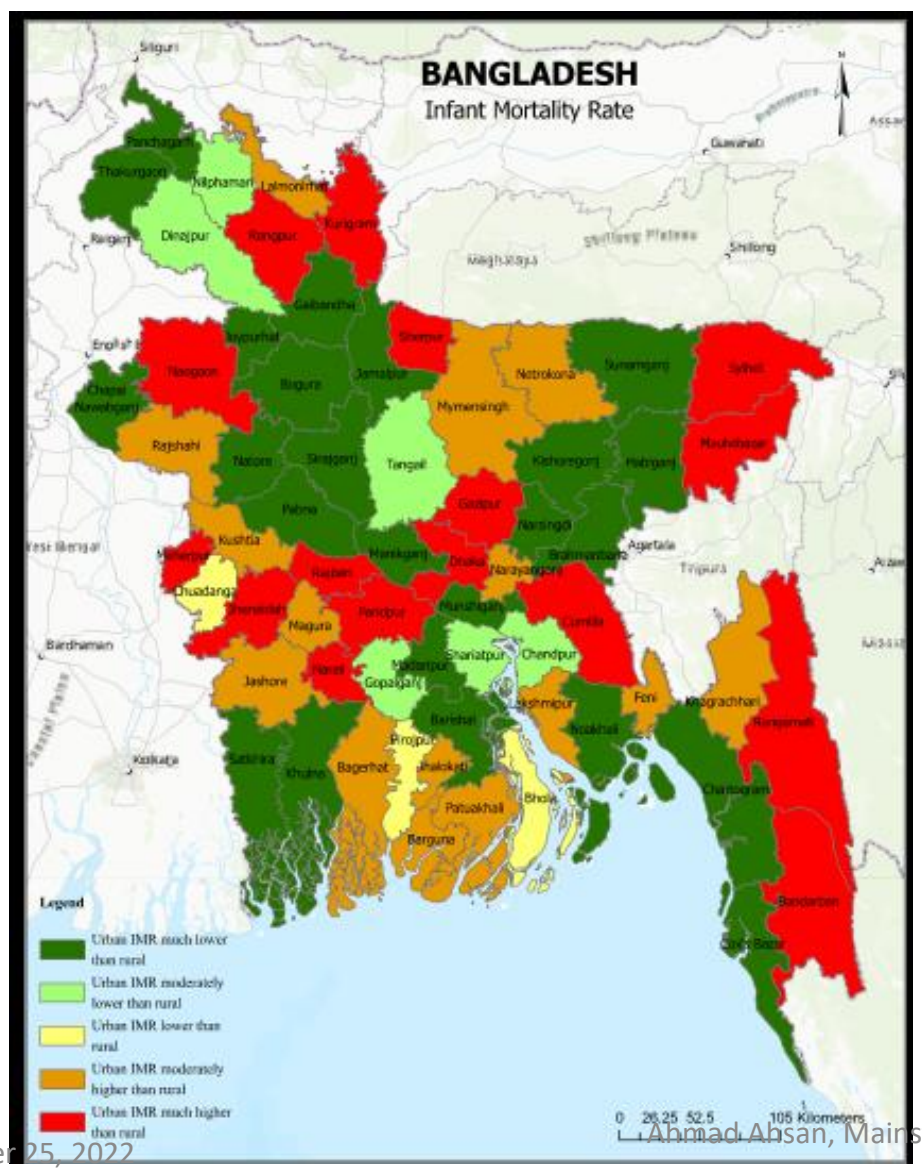 BANGLADESH
Infant Mortality Rate
N
Siliguri
Guwahati
Raiganj
Shillong Plateau
Shillong
Meghalaya
Panchagarh
Thakurgaon
Nilphamari
Lalmonirhat
Dinajpur
Rangpur
Kurigram
Gaibandha
Joypurhat
Sherpur
Naogaon
Bogura
Jamalpur
Netrokona
Sunamganj
Sylhet
Chapai
Nawabganj
Mymensingh
Rajshahi
Natore
Sirajganj
Tangail
Kishoreganj
Habiganj
Maulvibazar
Gazipur
Pabna
Narsingdi
Kushtia
Manikganj
Dhaka
Narayanganj
Brahmanbaria
Agartala
Meherpur
Tripura
Chuadanga
Rajbari
Jhenaidah
Magura
Faridpur
Munshiganj
Cumilla
Bardhaman
Shariatpur
Chandpur
Madaripur
Gopalganj
Narail
Jashore
Lakshmipur
Feni
Khagrachhari
Noakhali
Rangamati
Barishal
Pirojpur
Kolkata
Satkhira
Khulna
Bagerhat
Jhalokati
Bhola
Chattogram
Patuakhali
Barguna
Bandarban
Cox's Bazar
Legend
Urban IMR much lower
than rural
Urban IMR moderately
lower than rural
Urban IMR lower than
rural
Urban IMR moderately
higher than rural
Urban IMR much higher
than rural
0 26.25 52.5 105 Kilometers
Ahmad Ahsan, Mains
er 25, 2022